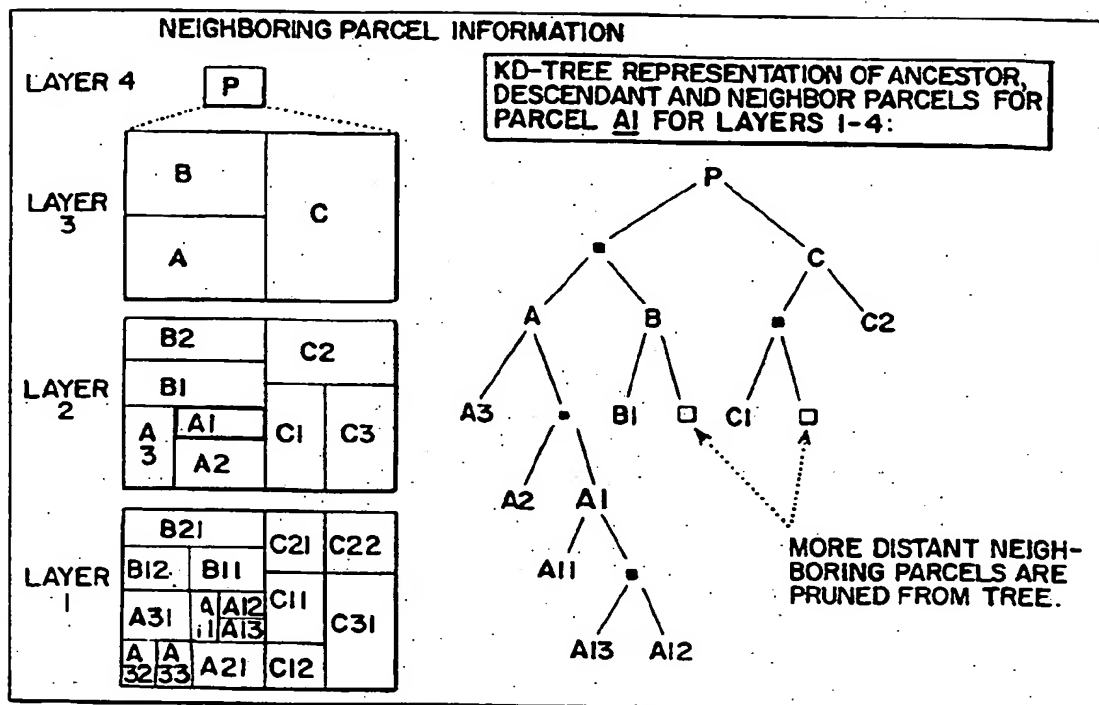 NEIGHBORING PARCEL INFORMATION
LAYER 4
P
LAYER
3
B
C
A
LAYER
2
B2
C2
B1
A
3
A1
C1
C3
A2
LAYER
1
B21
C21
C22
B12
B11
A31
A
i1
A12
A13
C11
C31
A
32
A
33
A21
C12
KD-TREE REPRESENTATION OF ANCESTOR,
DESCENDANT AND NEIGHBOR PARCELS FOR
PARCEL A1 FOR LAYERS 1-4:
P
C
A
B
C2
A3
B1
C1
A2
A1
A11
A13
A12
MORE DISTANT NEIGH-
BORING PARCELS ARE
PRUNED FROM TREE.